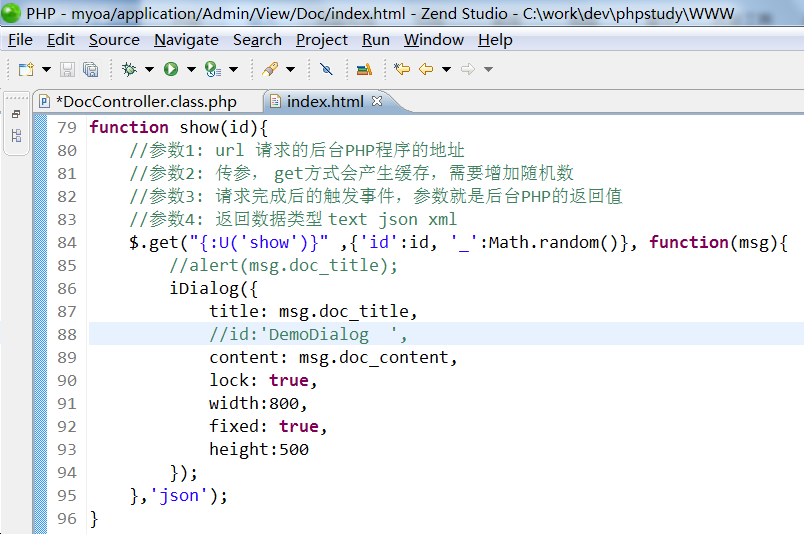 PHP - myoa/application/Admin/View/Doc/index.html - Zend Studio - C:\work\dev\phpstudy\WWW
File Edit Source Navigate Search Project Run Window Help
*DocController.class.php index.html
79 function show(id){
80 //参数1: url 请求的后台PHP程序的地址
81 //参数2: 传参, get方式会产生缓存,需要增加随机数
82 //参数3: 请求完成后的触发事件,参数就是后台PHP的返回值
83 //参数4: 返回数据类型 text json xml
84 $.get("{:U('show')}" ,{'id':id, '_':Math.random()}, function(msg){
85 //alert(msg.doc_title);
86 iDialog({
87 title: msg.doc_title,
88 //id:'DemoDialog  ',
89 content: msg.doc_content,
90 lock: true,
91 width:800,
92 fixed: true,
93 height:500
94 });
95 },'json');
96 }